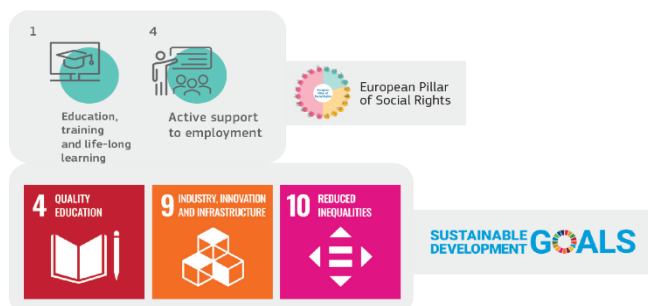 1
Education,
training
and life-long
learning
4
Active support
to employment
European Pillar
of Social Rights
4 QUALITY
EDUCATION
9 INDUSTRY, INNOVATION
AND INFRASTRUCTURE
10 REDUCED
INEQUALITIES
SUSTAINABLE
DEVELOPMENT
GOALS